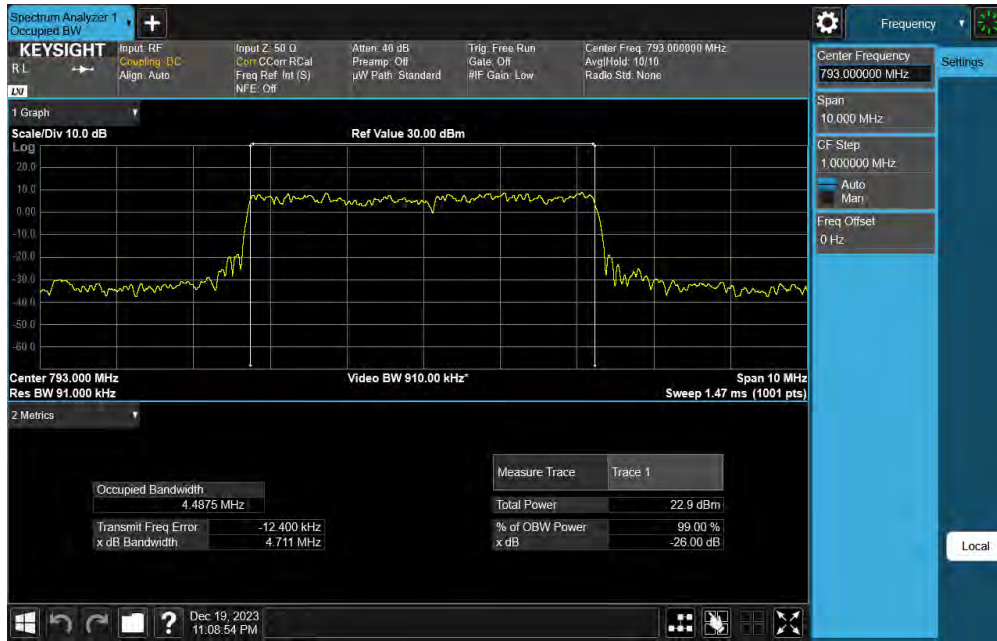 Spectrum Analyzer 1
Occupied BW
Frequency
KEYSIGHT
RL
LXI
Input: RF
Coupling: DC
Align: Auto
Input Z: 50 Ω
Corr CCorr RCal
Freq Ref: Int (S)
NFE: Off
Atten: 40 dB
Preamp: Off
µW Path: Standard
Trig: Free Run
Gate: Off
#IF Gain: Low
Center Freq: 793.000000 MHz
Avg|Hold: 10/10
Radio Std: None
Center Frequency
793.000000 MHz
Settings
Span
10.000 MHz
CF Step
1.000000 MHz
Auto
Man
Freq Offset
0 Hz
1 Graph
Scale/Div 10.0 dB
Ref Value 30.00 dBm
Log
20.0
10.0
0.00
-10.0
-20.0
-30.0
-40.0
-50.0
-60.0
Center 793.000 MHz
Video BW 910.00 kHz*
Span 10 MHz
Res BW 91.000 kHz
Sweep 1.47 ms (1001 pts)
2 Metrics
Measure Trace
Trace 1
Occupied Bandwidth
4.4875 MHz
Total Power
22.9 dBm
Transmit Freq Error
-12.400 kHz
% of OBW Power
99.00 %
x dB Bandwidth
4.711 MHz
x dB
-26.00 dB
Local
?
Dec 19, 2023
11:08:54 PM